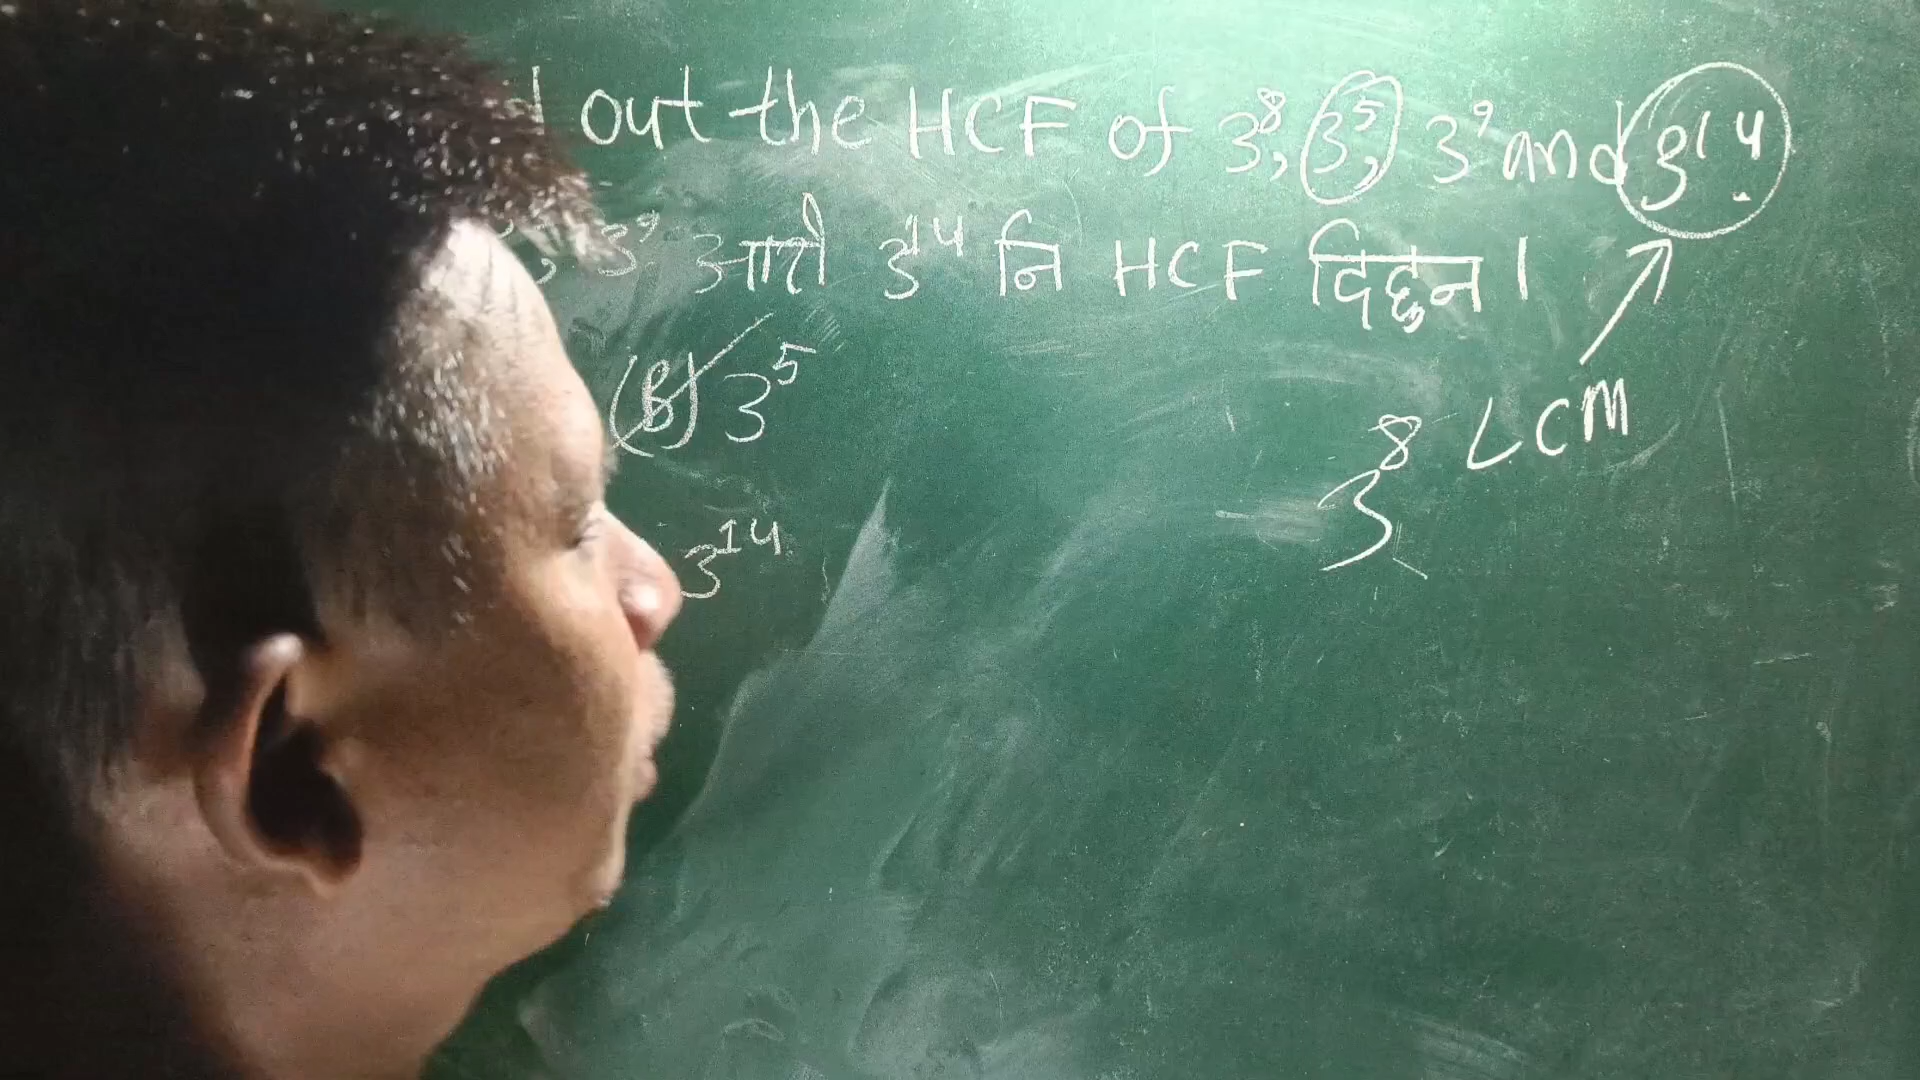 out the HCF of 3⁸, 3⁵, 3⁹ and 3¹⁴
3⁹ आरो 3¹⁴ नि HCF दिहुन।
(B) 3⁵
3⁸ LCM
3¹⁴